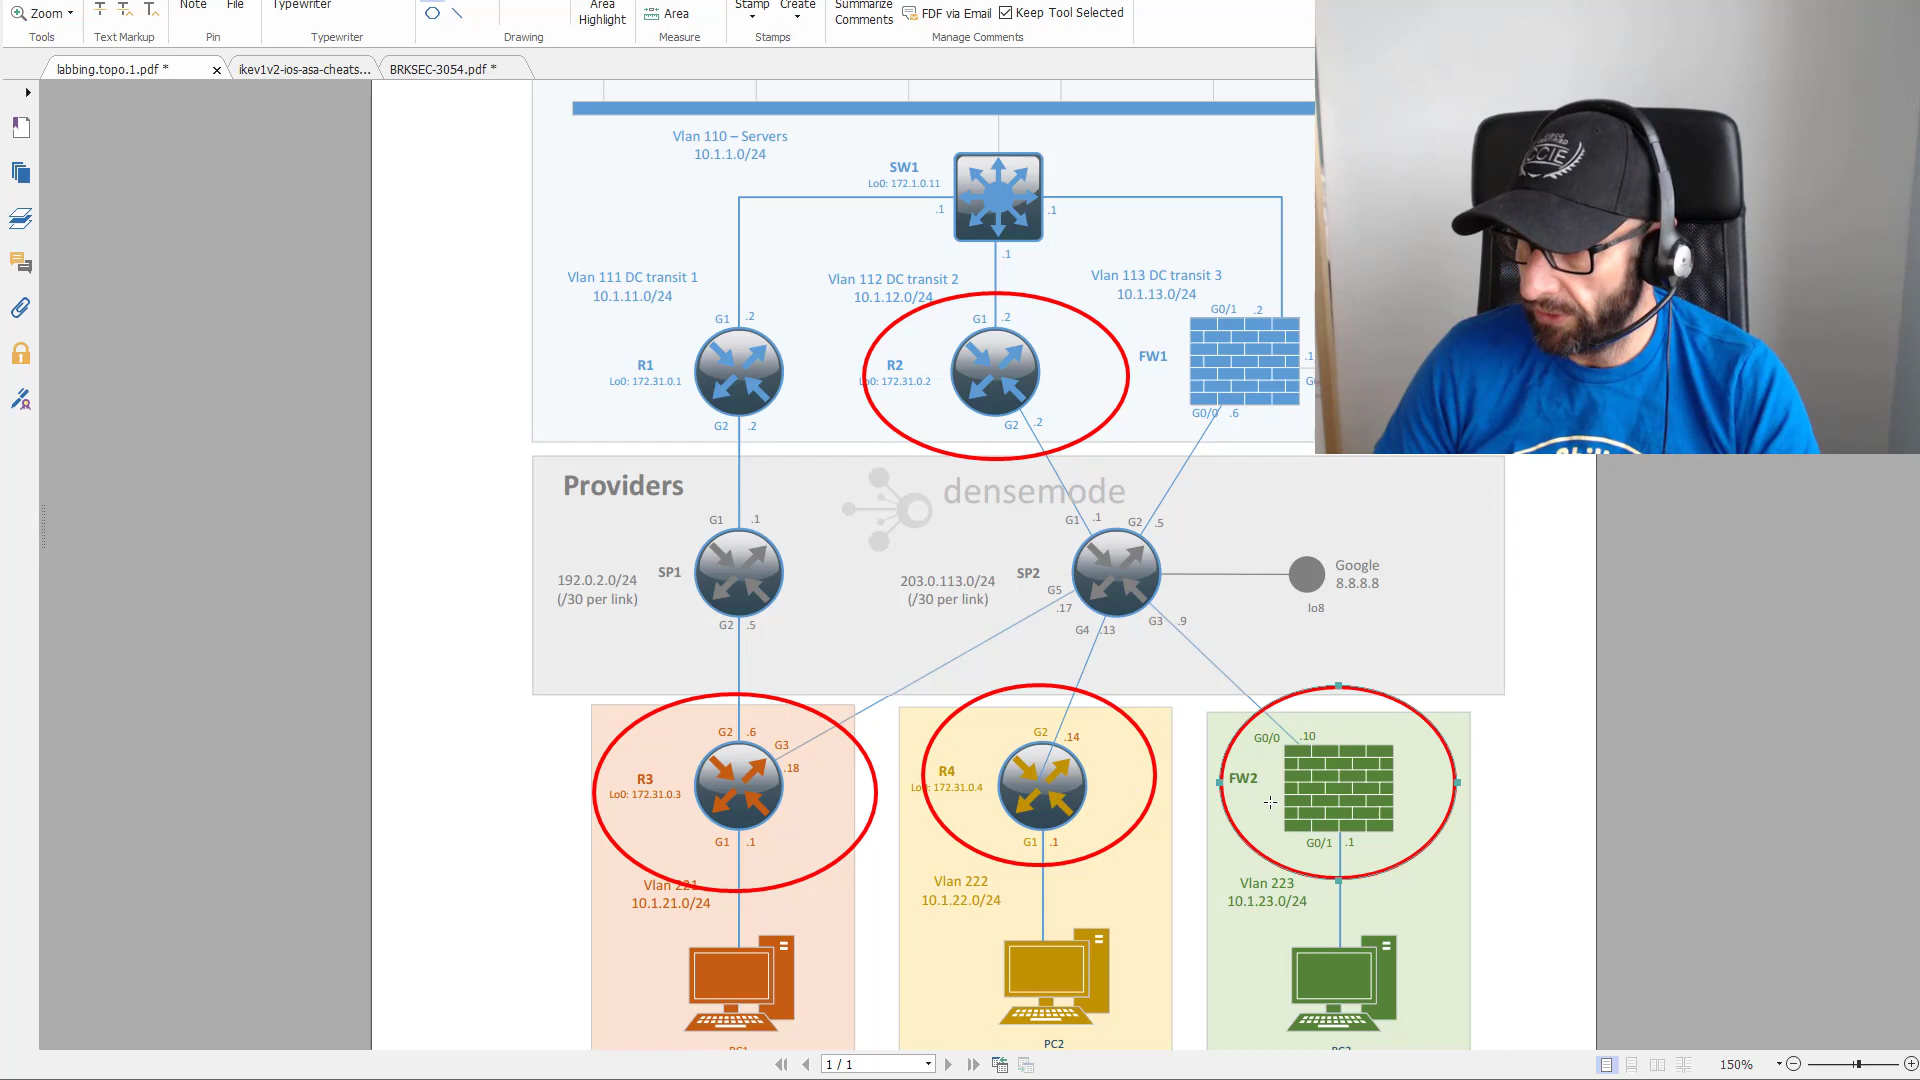 Zoom
Note
File
Typewriter
Area
Highlight
Area
Stamp
Create
Summarize
Comments
FDF via Email
Keep Tool Selected
Tools
Text Markup
Pin
Typewriter
Drawing
Measure
Stamps
Manage Comments
labbing.topo.1.pdf *
ikev1v2-ios-asa-cheats...
BRKSEC-3054.pdf *
Vlan 110 – Servers
10.1.1.0/24
SW1
Lo0: 172.1.0.11
.1
.1
.1
Vlan 111 DC transit 1
10.1.11.0/24
Vlan 112 DC transit 2
10.1.12.0/24
Vlan 113 DC transit 3
10.1.13.0/24
G1 .2
G1 .2
G0/1 .2
R1
Lo0: 172.31.0.1
R2
Lo0: 172.31.0.2
FW1
.1
G2 .2
G2 .2
G0/0 .6
CCIE
Providers
densemode
G1 .1
G1 .1
G2 .5
192.0.2.0/24
(/30 per link)
SP1
203.0.113.0/24
(/30 per link)
SP2
Google
8.8.8.8
lo8
G5
.17
G2 .5
G4 .13
G3 .9
G2 .6
G3
.18
R3
Lo0: 172.31.0.3
G1 .1
Vlan 221
10.1.21.0/24
G2
.14
R4
Lo0: 172.31.0.4
G1 .1
Vlan 222
10.1.22.0/24
PC2
G0/0 .10
FW2
G0/1 .1
Vlan 223
10.1.23.0/24
1 / 1
150%